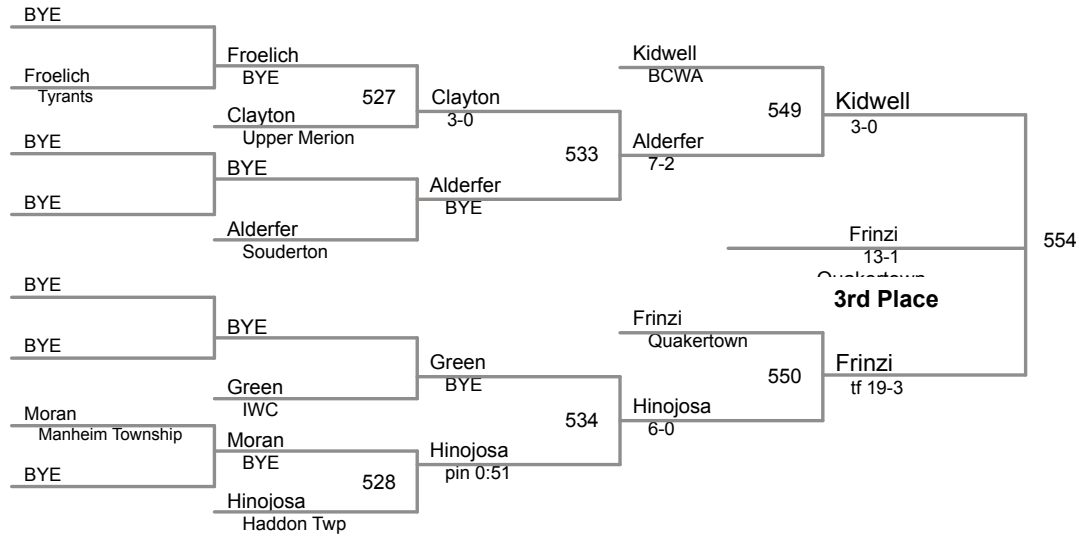 BYE
Froelich
Tyrants
BYE
BYE
BYE
BYE
Moran
Manheim Township
BYE
Froelich
BYE
527
Clayton
Upper Merion
BYE
Alderfer
Souderton
BYE
Green
IWC
Moran
BYE
528
Hinojosa
Haddon Twp
Clayton
3-0
533
Alderfer
BYE
Green
BYE
534
Hinojosa
pin 0:51
Kidwell
BCWA
549
Alderfer
7-2
Frinzi
Quakertown
550
Hinojosa
6-0
Kidwell
3-0
Frinzi
tf 19-3
554
Frinzi
13-1
Quakertown
3rd Place